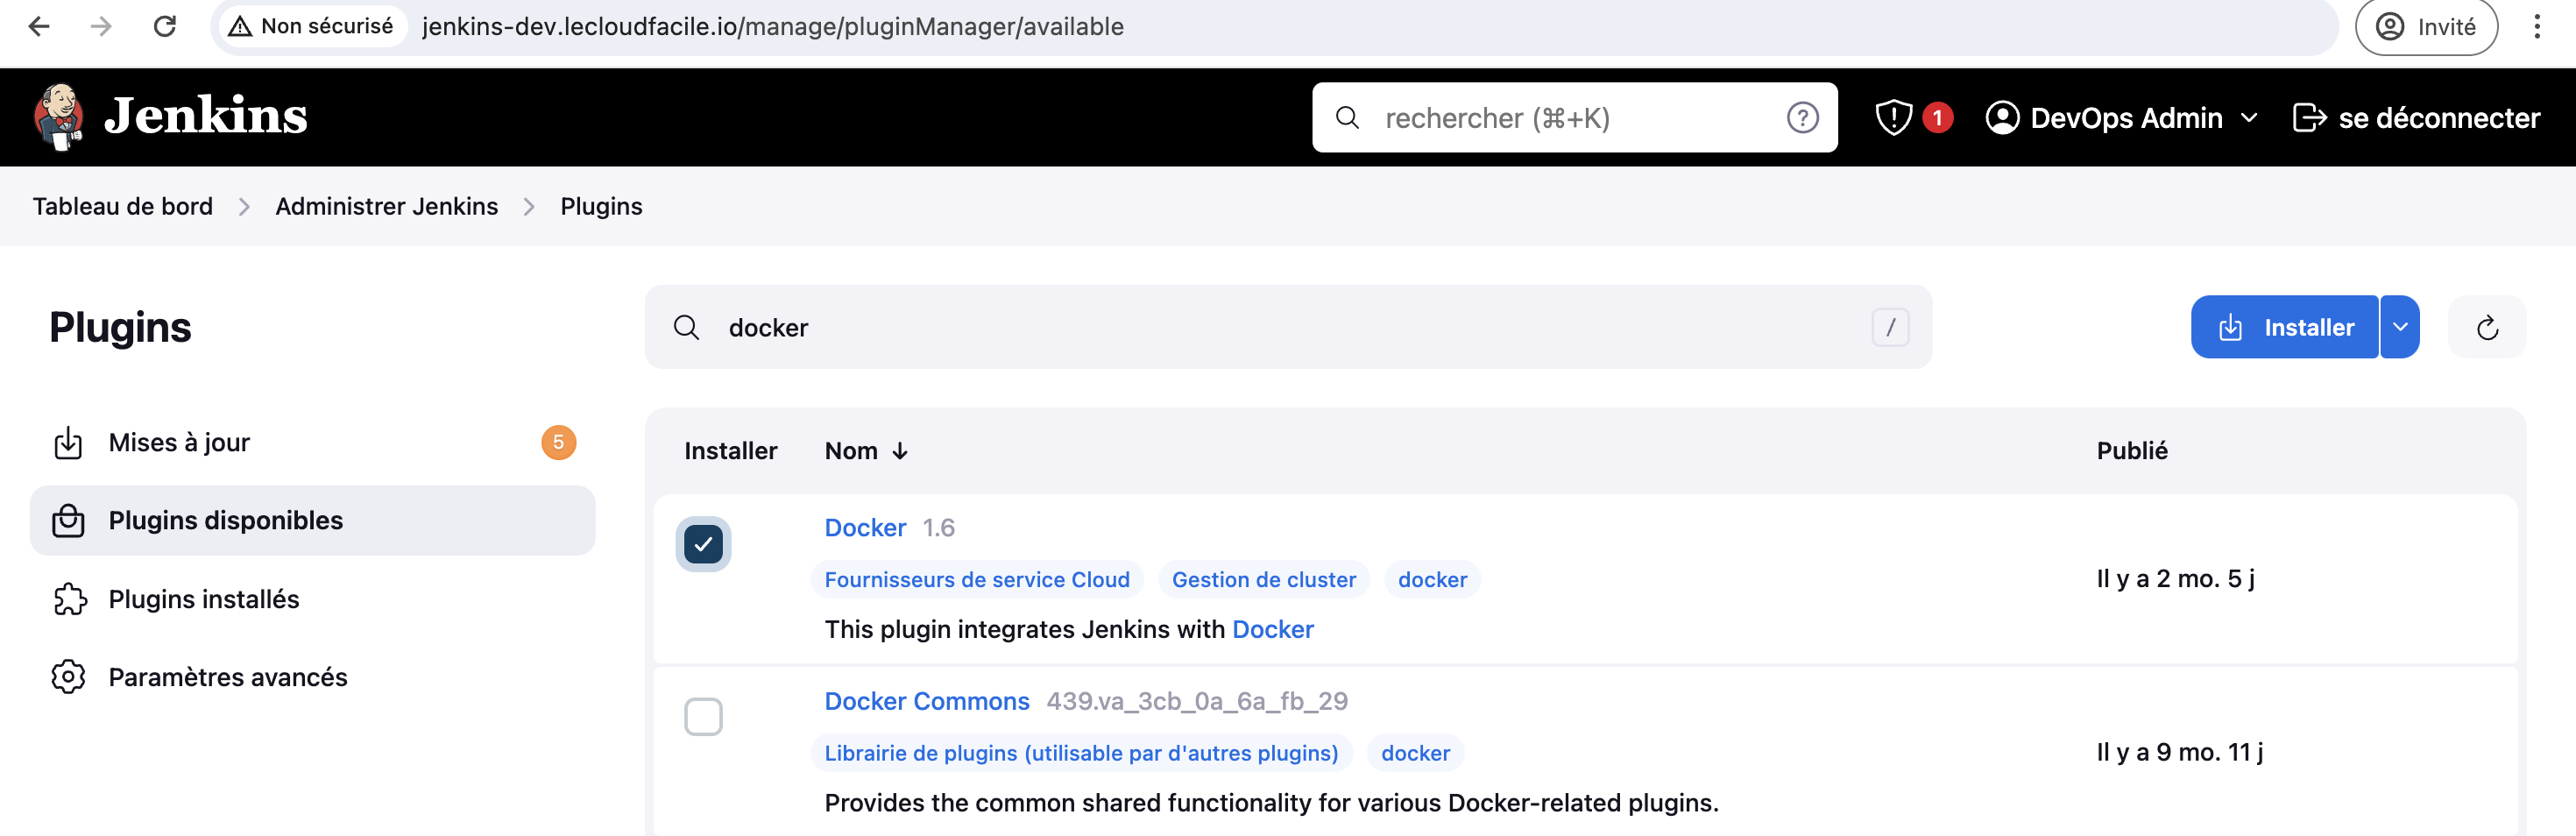 Non sécurisé jenkins-dev.lecloudfacile.io/manage/pluginManager/available Invité
Jenkins rechercher (⌘+K) ? 1 DevOps Admin se déconnecter
Tableau de bord > Administrer Jenkins > Plugins
Plugins
docker / Installer
Mises à jour 5
Plugins disponibles
Plugins installés
Paramètres avancés
Installer Nom ↓ Publié
Docker 1.6
Fournisseurs de service Cloud Gestion de cluster docker
Il y a 2 mo. 5 j
This plugin integrates Jenkins with Docker
Docker Commons 439.va_3cb_0a_6a_fb_29
Librairie de plugins (utilisable par d'autres plugins) docker
Il y a 9 mo. 11 j
Provides the common shared functionality for various Docker-related plugins.